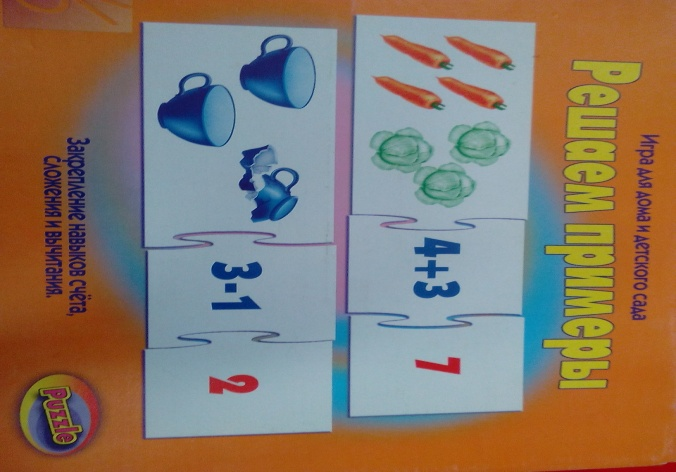 Игра для дома и детского сада
Решаем примеры
4+3
7
3-1
2
Закрепление навыков счёта,
сложения и вычитания.
Puzzle